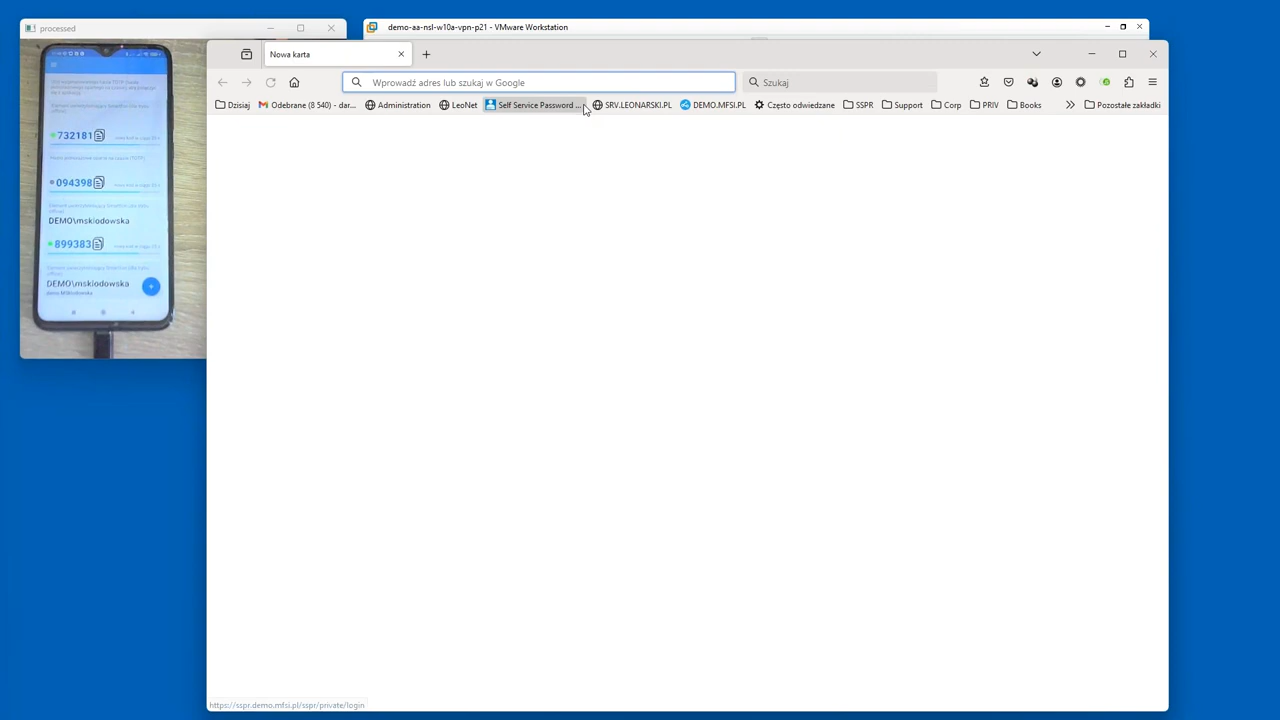 processed
demo-aa-nsl-w10a-vpn-p21 - VMware Workstation
Nowa karta
Wprowadź adres lub szukaj w Google
Szukaj
Dzisiaj
Odebrane (8 540) - dar...
Administration
LeoNet
Self Service Password ...
SRV.LEONARSKI.PL
DEMO.MFSI.PL
Często odwiedzane
SSPR
Support
Corp
PRIV
Books
Pozostałe zakładki
732181
094398
DEMO\mskiodowska
899383
DEMO\mskiodowska
https://sspr.demo.mfsi.pl/sspr/private/login